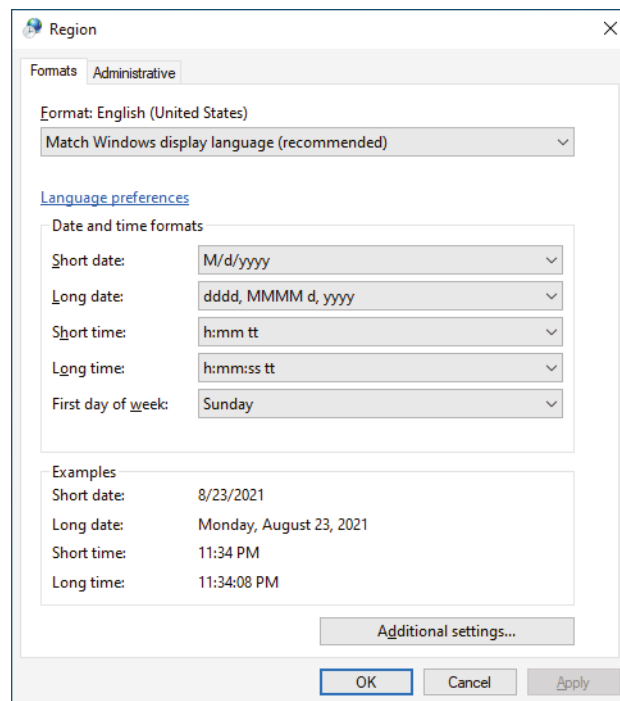 Region
Formats Administrative
Format: English (United States)
Match Windows display language (recommended)
Language preferences
Date and time formats
Short date: M/d/yyyy
Long date: dddd, MMMM d, yyyy
Short time: h:mm tt
Long time: h:mm:ss tt
First day of week: Sunday
Examples
Short date: 8/23/2021
Long date: Monday, August 23, 2021
Short time: 11:34 PM
Long time: 11:34:08 PM
Additional settings...
OK Cancel Apply